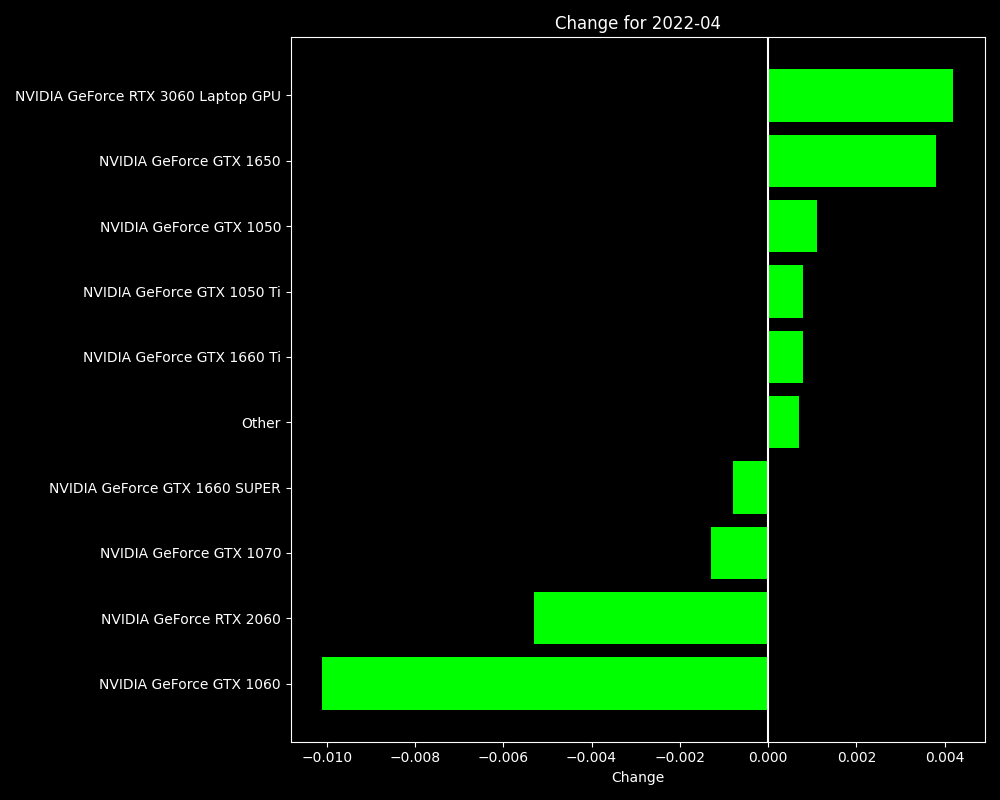 Change for 2022-04
NVIDIA GeForce RTX 3060 Laptop GPU
NVIDIA GeForce GTX 1650
NVIDIA GeForce GTX 1050
NVIDIA GeForce GTX 1050 Ti
NVIDIA GeForce GTX 1660 Ti
Other
NVIDIA GeForce GTX 1660 SUPER
NVIDIA GeForce GTX 1070
NVIDIA GeForce RTX 2060
NVIDIA GeForce GTX 1060
−0.010 −0.008 −0.006 −0.004 −0.002 0.000 0.002 0.004
Change